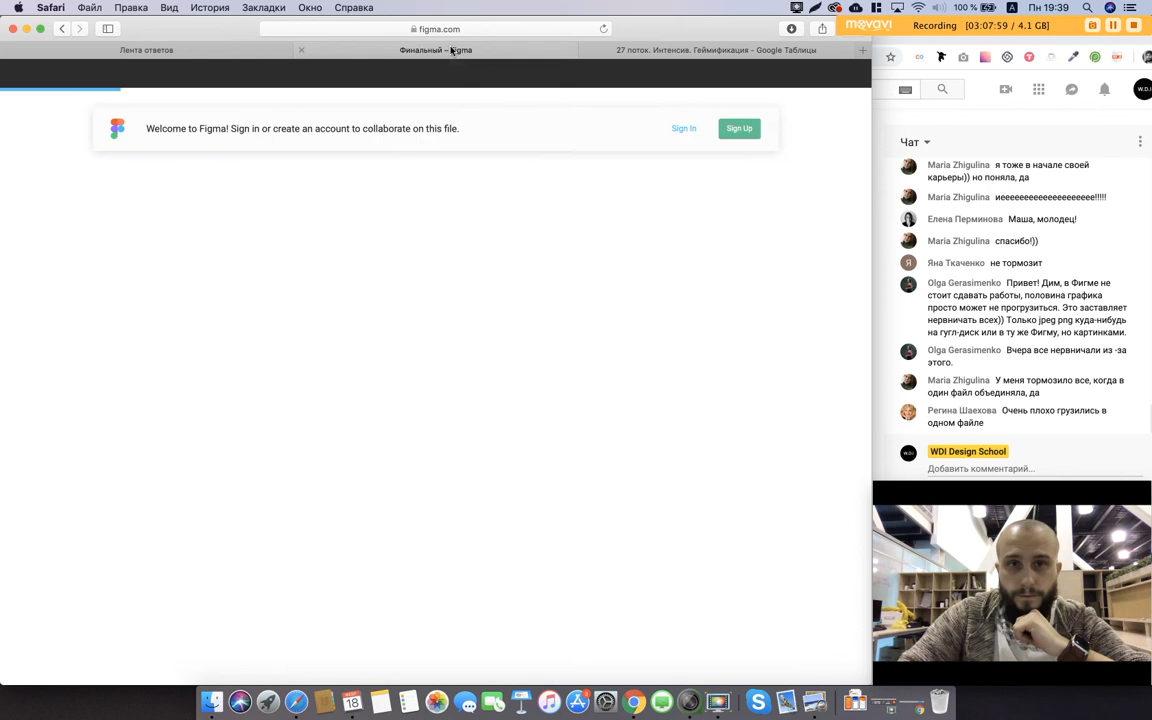 Safari Файл Правка Вид История Закладки Окно Справка
100 % Пн 19:39
movavi Recording [03:07:59 / 4.1 GB]
figma.com
Лента ответов
Финальный – Figma
27 поток. Интенсив. Геймификация - Google Таблицы
Welcome to Figma! Sign in or create an account to collaborate on this file.
Sign In
Sign Up
Чат
Maria Zhigulina я тоже в начале своей
карьеры)) но поняла, да
Maria Zhigulina иееееееееееееееееееее!!!!!
Елена Перминова Маша, молодец!
Maria Zhigulina спасибо!))
Я
Яна Ткаченко не тормозит
Olga Gerasimenko Привет! Дим, в Фигме не
стоит сдавать работы, половина графика
просто может не прогрузиться. Это заставляет
нервничать всех)) Только jpeg png куда-нибудь
на гугл-диск или в ту же Фигму, но картинками.
Olga Gerasimenko Вчера все нервничали из -за
этого.
Maria Zhigulina У меня тормозило все, когда в
один файл объединяла, да
Регина Шаехова Очень плохо грузились в
одном файле
WDI Design School
Добавить комментарий...
18